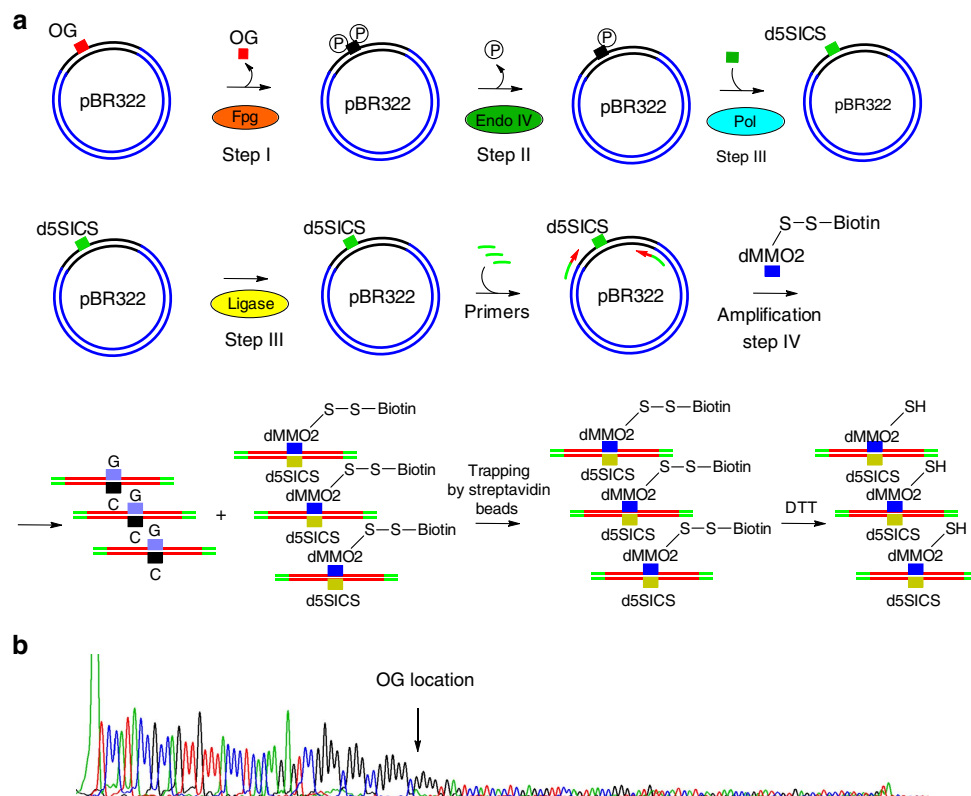 a
OG
OG
P P
P
P
d5SICS
pBR322
Fpg
pBR322
Endo IV
pBR322
Pol
pBR322
Step I
Step II
Step III
d5SICS
d5SICS
d5SICS
S–S–Biotin
dMMO2
pBR322
Ligase
pBR322
Primers
pBR322
Amplification
step IV
Step III
S–S–Biotin
dMMO2
G
d5SICS
S–S–Biotin
C
dMMO2
G
d5SICS
S–S–Biotin
C
dMMO2
G
d5SICS
C
+
Trapping
by streptavidin
beads
S–S–Biotin
dMMO2
d5SICS
S–S–Biotin
dMMO2
d5SICS
S–S–Biotin
dMMO2
d5SICS
DTT
SH
dMMO2
d5SICS
SH
dMMO2
d5SICS
SH
dMMO2
d5SICS
b
OG location